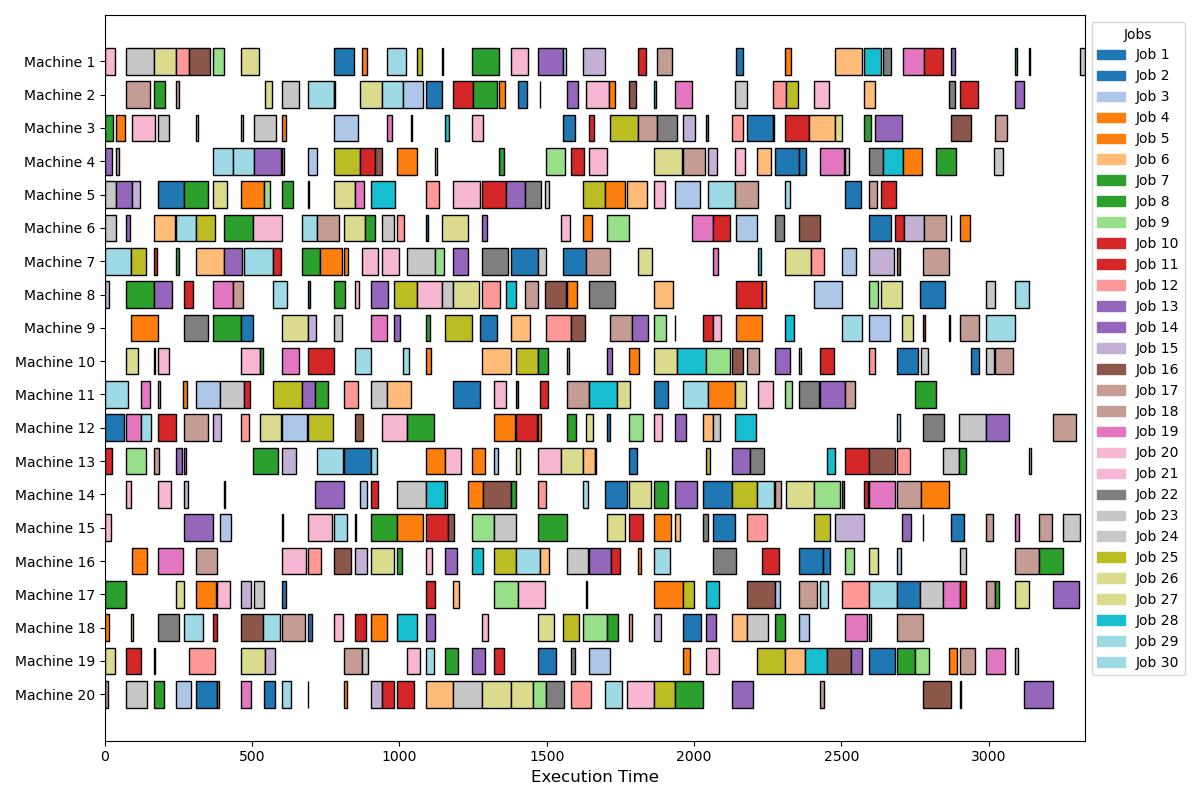 Machine 1
Machine 2
Machine 3
Machine 4
Machine 5
Machine 6
Machine 7
Machine 8
Machine 9
Machine 10
Machine 11
Machine 12
Machine 13
Machine 14
Machine 15
Machine 16
Machine 17
Machine 18
Machine 19
Machine 20
0 500 1000 1500 2000 2500 3000
Execution Time
Jobs
Job 1
Job 2
Job 3
Job 4
Job 5
Job 6
Job 7
Job 8
Job 9
Job 10
Job 11
Job 12
Job 13
Job 14
Job 15
Job 16
Job 17
Job 18
Job 19
Job 20
Job 21
Job 22
Job 23
Job 24
Job 25
Job 26
Job 27
Job 28
Job 29
Job 30